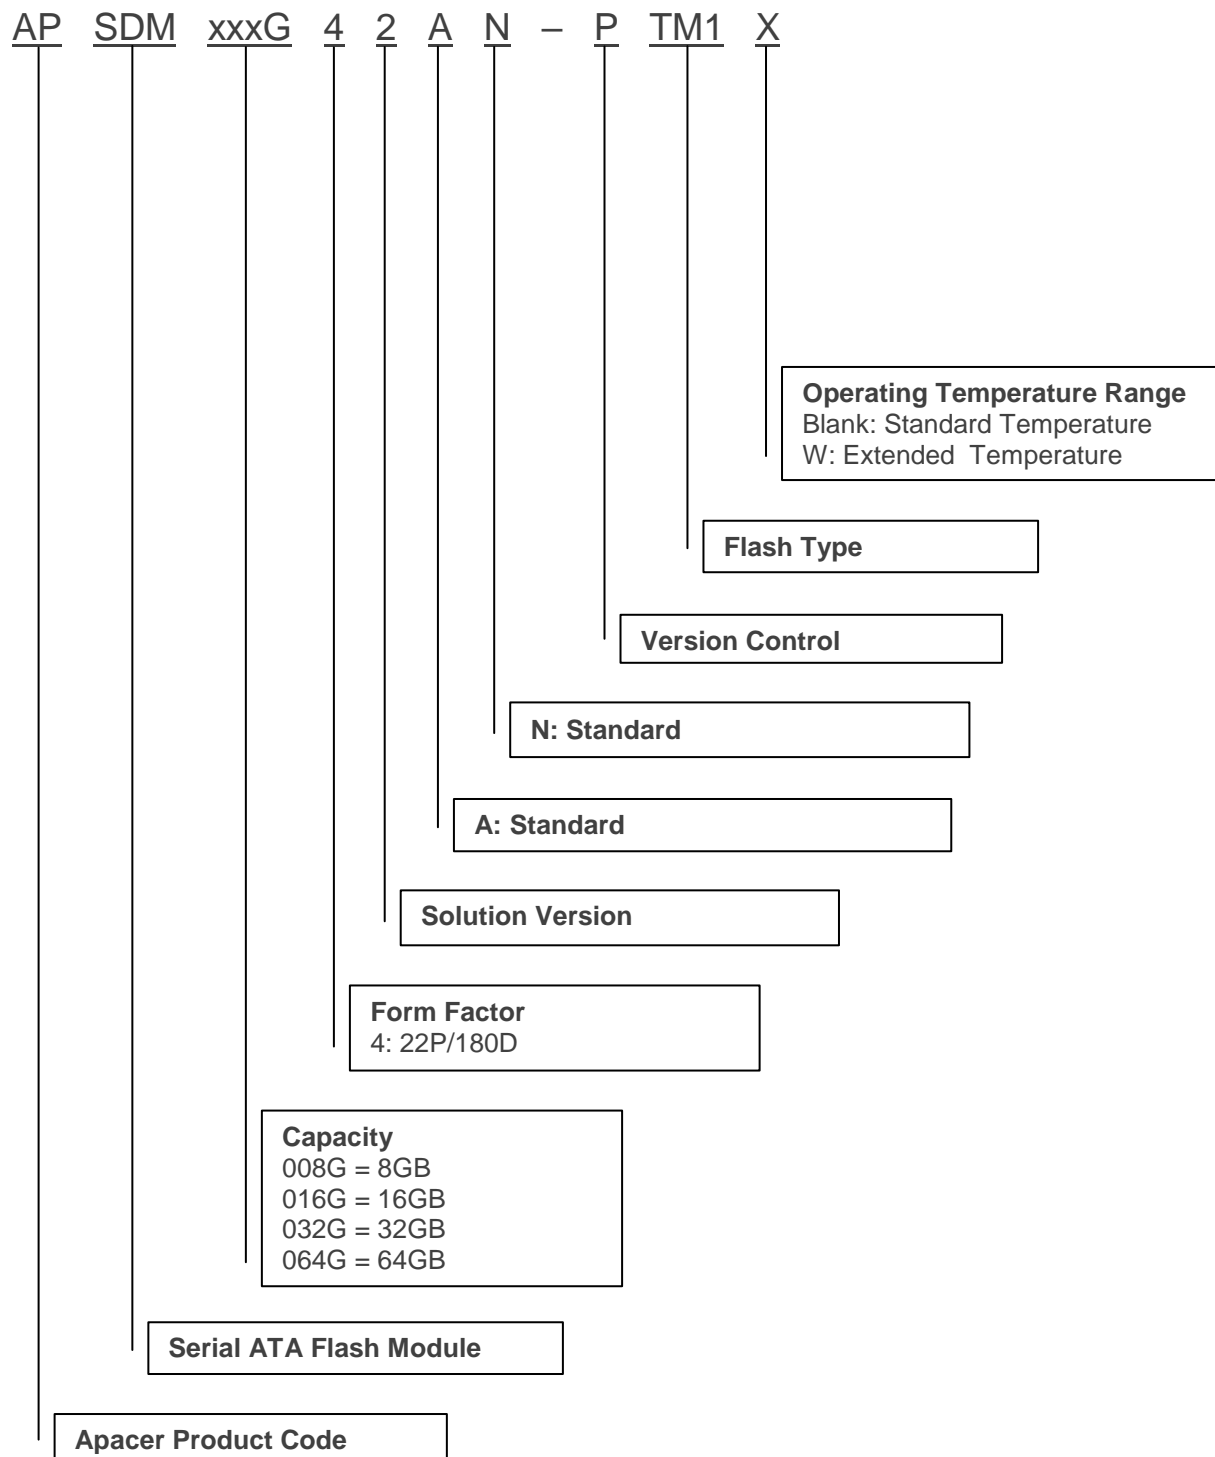 AP SDM xxxG 4 2 A N – P TM1 X
Operating Temperature Range
Blank: Standard Temperature
W: Extended Temperature
Flash Type
Version Control
N: Standard
A: Standard
Solution Version
Form Factor
4: 22P/180D
Capacity
008G = 8GB
016G = 16GB
032G = 32GB
064G = 64GB
Serial ATA Flash Module
Apacer Product Code